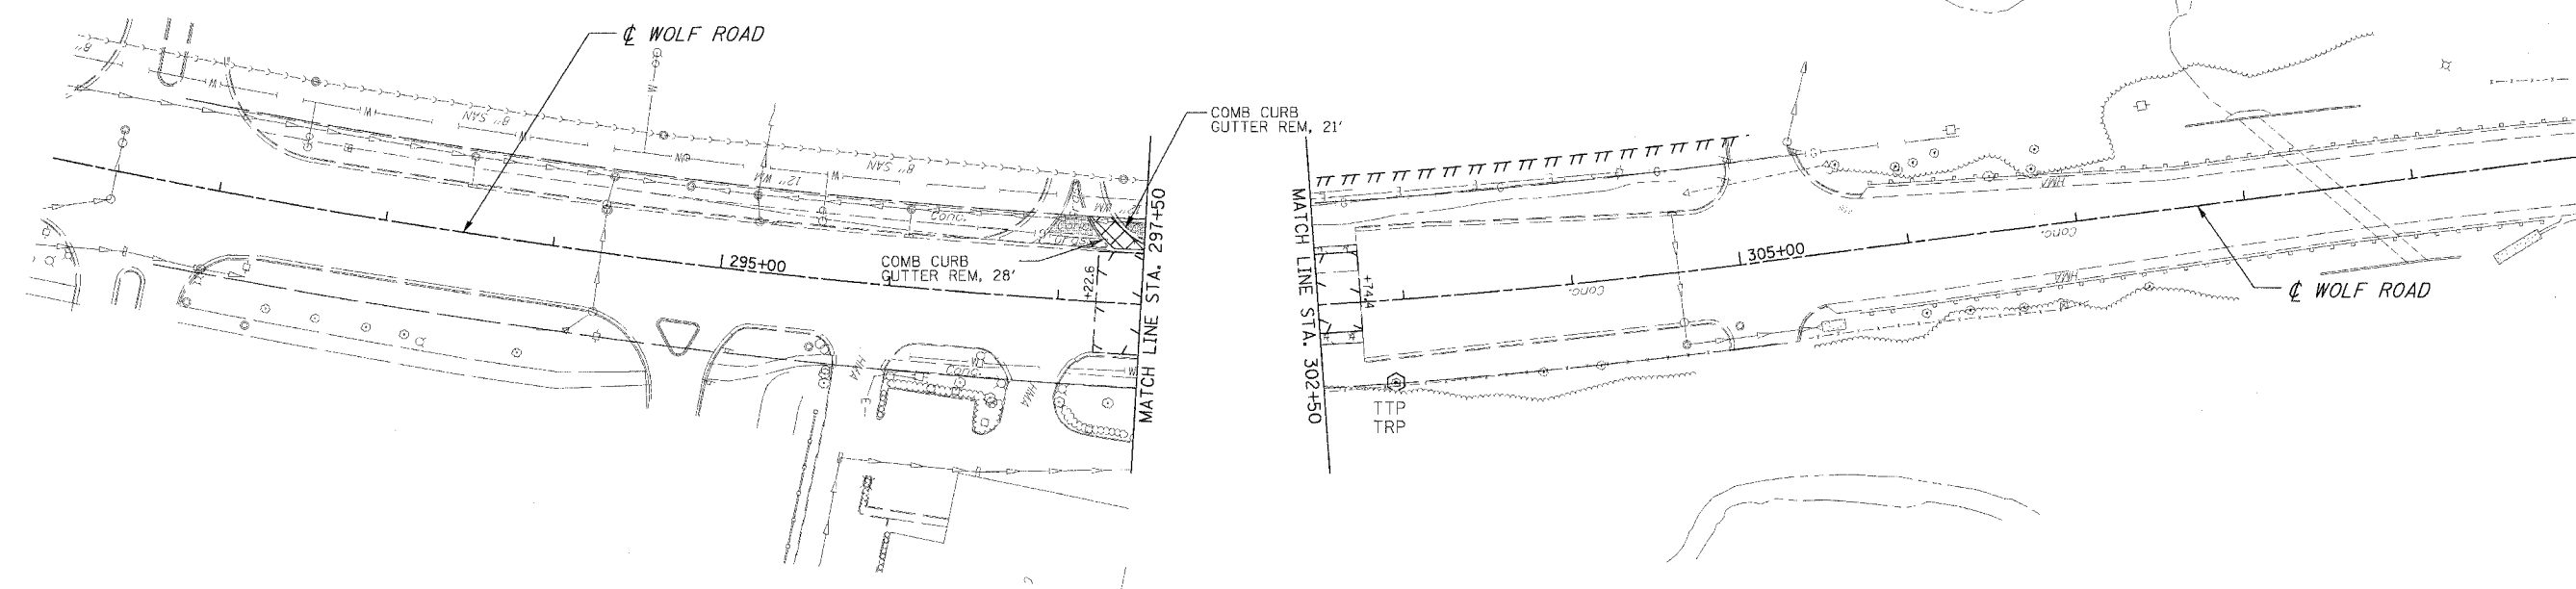 ℄ WOLF ROAD
8" SAN
8" SAN
12" WM
COMB CURB
GUTTER REM, 21'
COMB CURB
GUTTER REM, 28'
295+00
+22.6
MATCH LINE STA. 297+50
HMA
HMA
Conc.
MATCH LINE STA. 302+50
+74.4
TTP
TRP
Conc.
305+00
Conc.
HMA
HMA
℄ WOLF ROAD